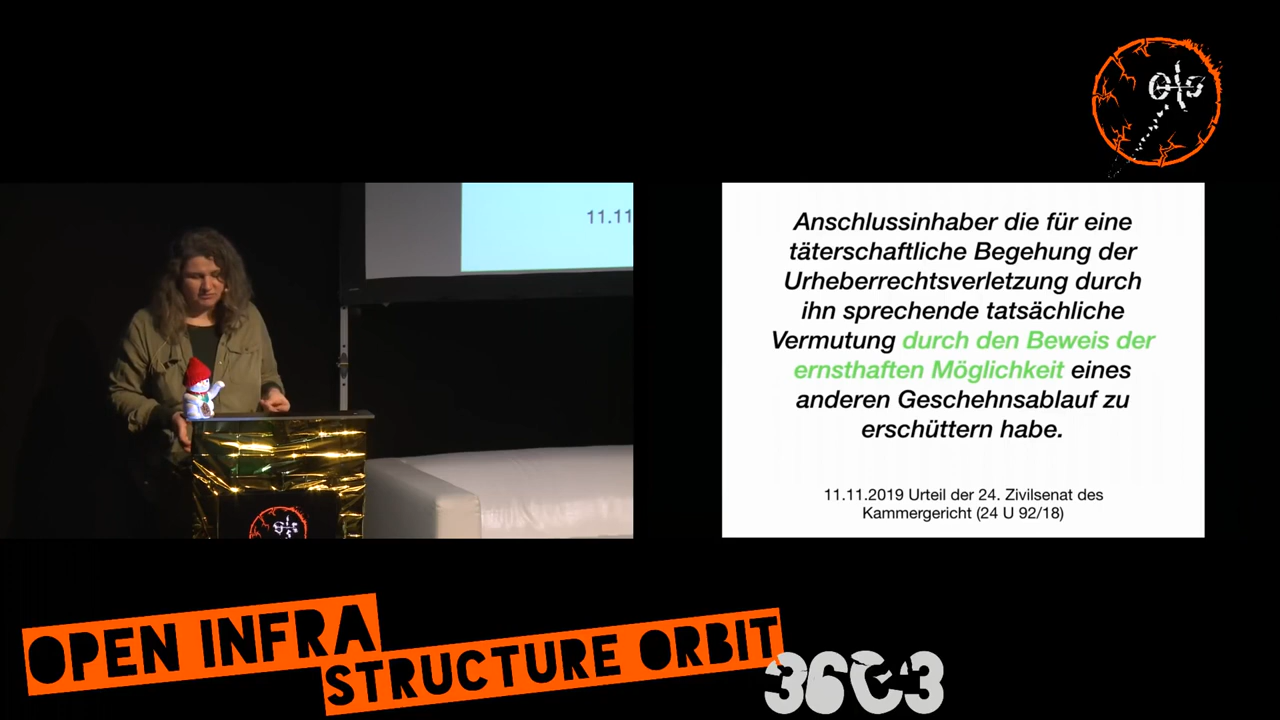 OIO
11.11
Anschlussinhaber die für eine
täterschaftliche Begehung der
Urheberrechtsverletzung durch
ihn sprechende tatsächliche
Vermutung durch den Beweis der
ernsthaften Möglichkeit eines
anderen Geschehnsablauf zu
erschüttern habe.
11.11.2019 Urteil der 24. Zivilsenat des
Kammergericht (24 U 92/18)
OIO
OPEN INFRA
STRUCTURE ORBIT
36C3